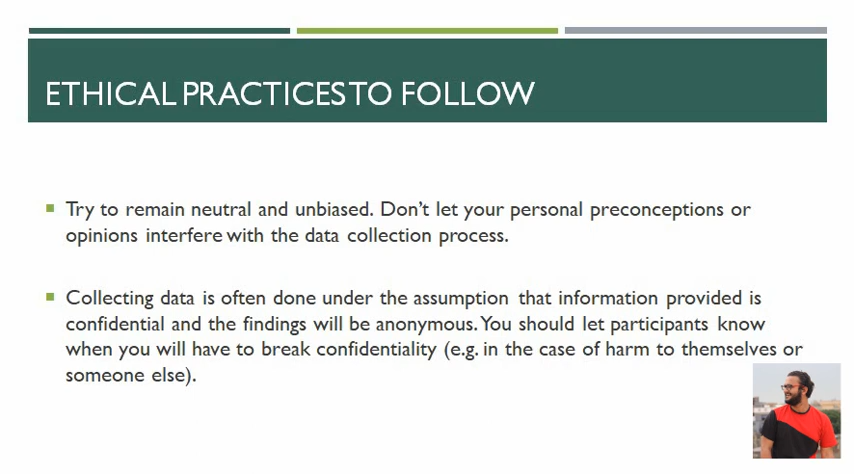 ETHICAL PRACTICES TO FOLLOW
Try to remain neutral and unbiased. Don't let your personal preconceptions or
opinions interfere with the data collection process.
Collecting data is often done under the assumption that information provided is
confidential and the findings will be anonymous. You should let participants know
when you will have to break confidentiality (e.g. in the case of harm to themselves or
someone else).